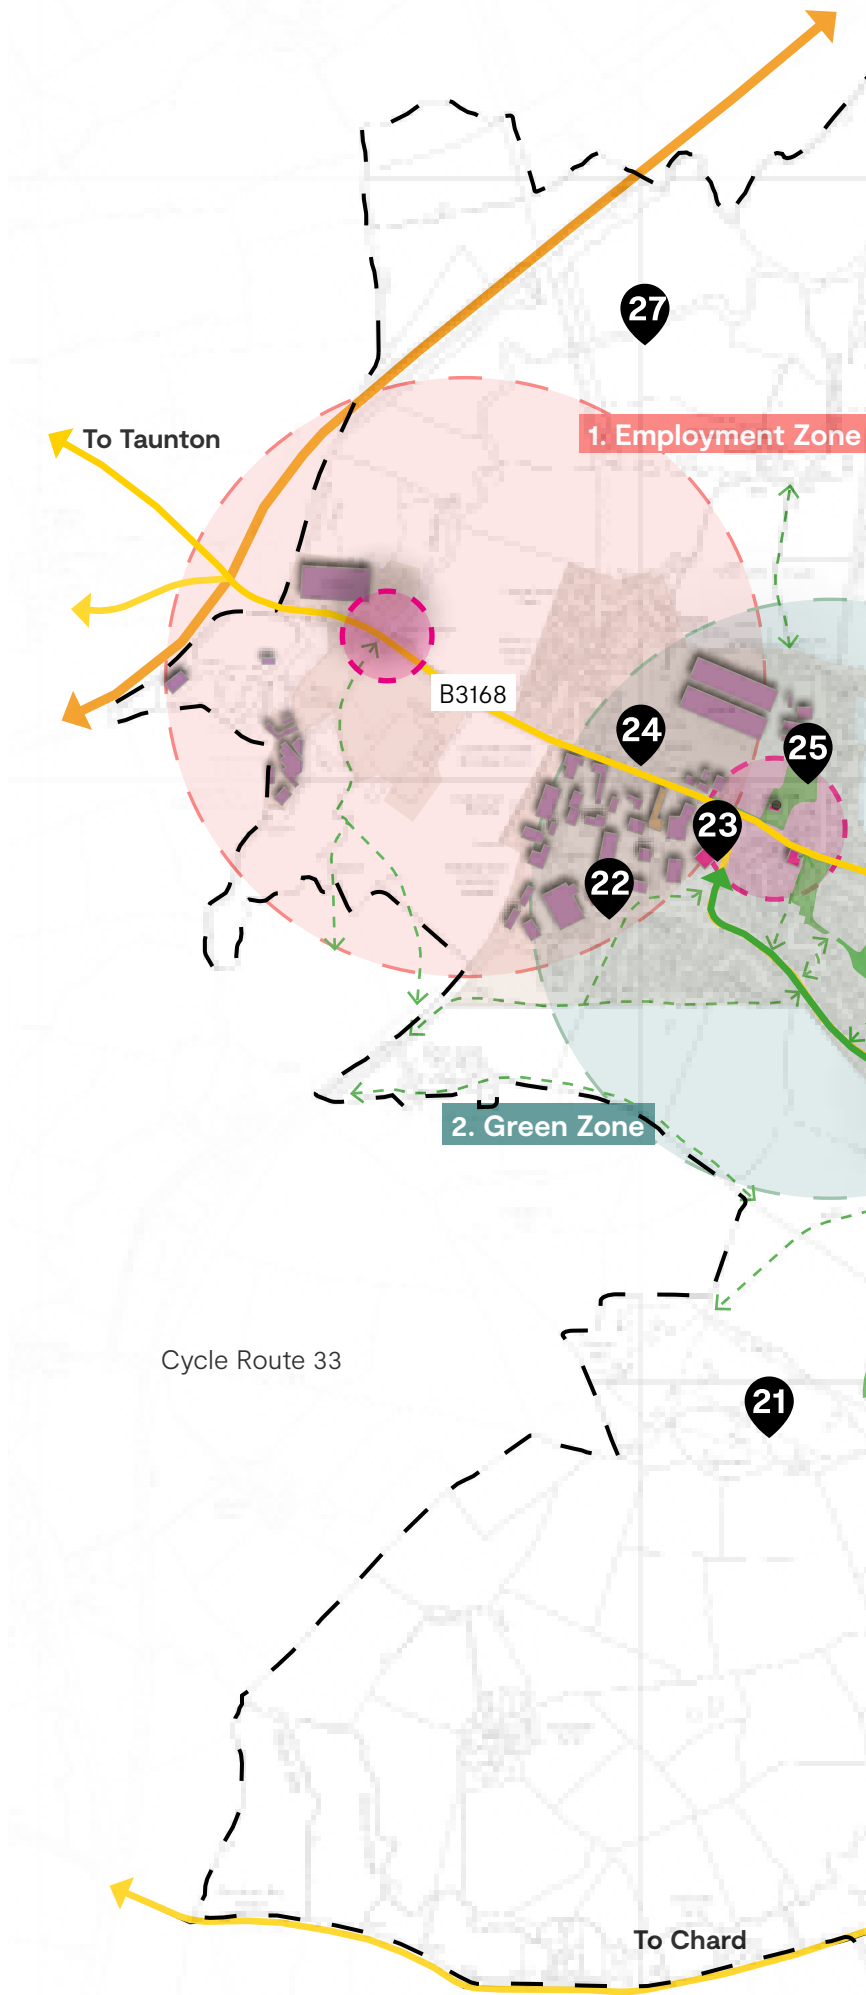 27
1. Employment Zone
To Taunton
B3168
24
25
23
22
2. Green Zone
Cycle Route 33
21
To Chard